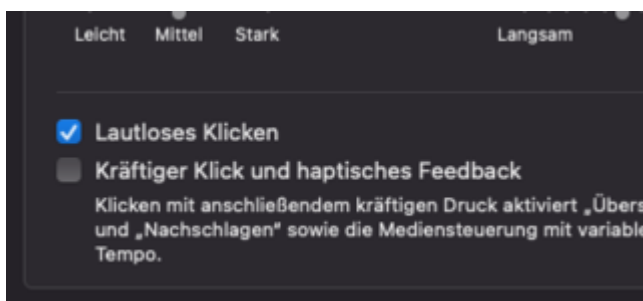 Leicht Mittel Stark Langsam
Lautloses Klicken
Kräftiger Klick und haptisches Feedback
Klicken mit anschließendem kräftigen Druck aktiviert „Übers
und „Nachschlagen“ sowie die Mediensteuerung mit variable
Tempo.